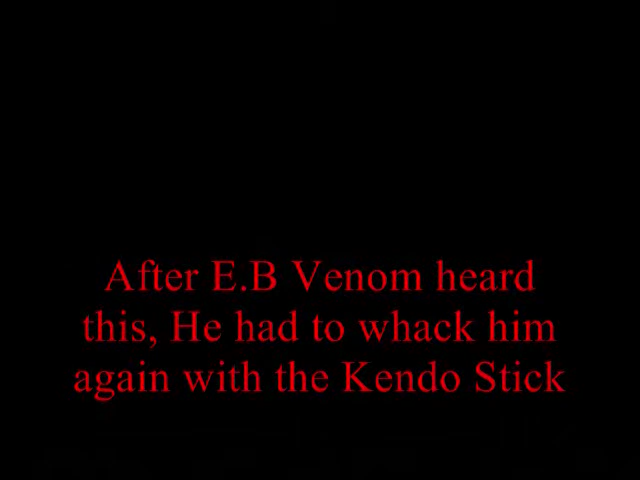 After E.B Venom heard
this, He had to whack him
again with the Kendo Stick